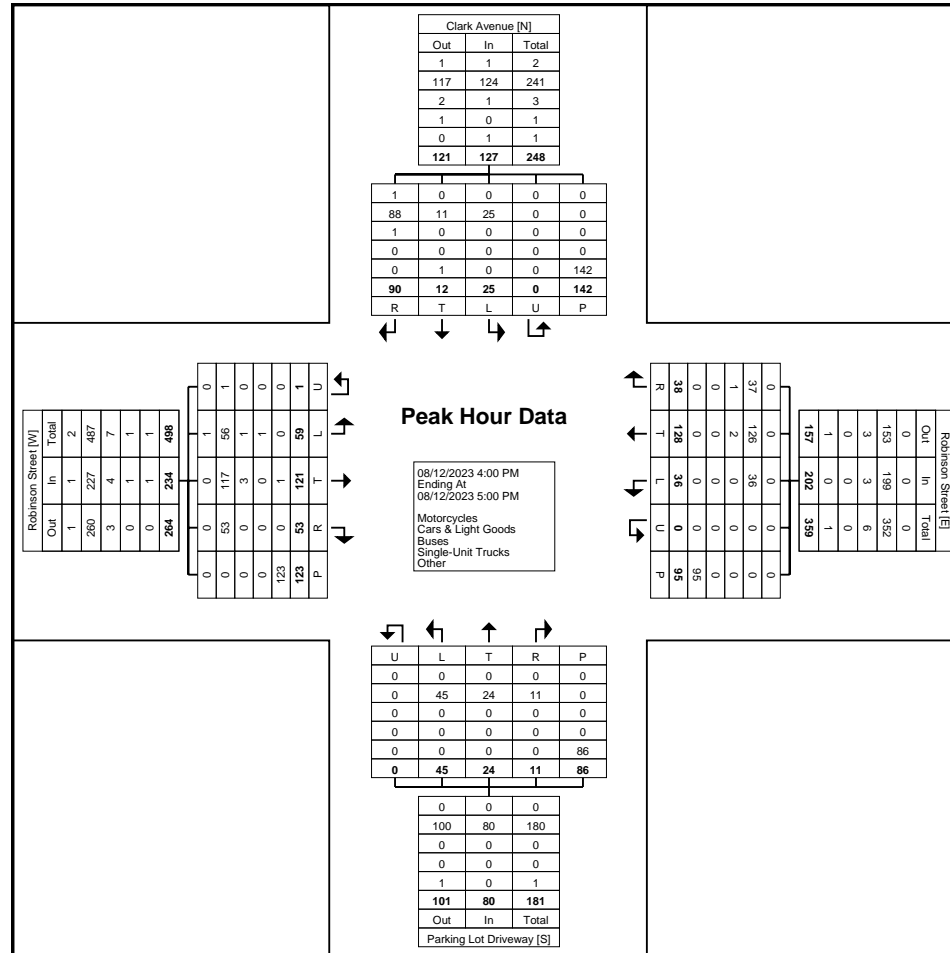 Clark Avenue [N]
Out In Total
1 1 2
117 124 241
2 1 3
1 0 1
0 1 1
121 127 248
1 0 0 0 0
88 11 25 0 0
1 0 0 0 0
0 0 0 0 0
0 1 0 0 142
90 12 25 0 142
R T L U P
Robinson Street [W]
Total 2 487 7 1 1 498
In 1 227 4 1 1 234
Out 1 260 3 0 0 264
0 1 0 0 0 1 U
1 56 1 1 0 59 L
0 117 3 0 1 121 T
0 53 0 0 0 53 R
0 0 0 0 123 123 P
Peak Hour Data
08/12/2023 4:00 PM
Ending At
08/12/2023 5:00 PM
Motorcycles
Cars & Light Goods
Buses
Single-Unit Trucks
Other
R 38 0 0 1 37 0
T 128 0 0 2 126 0
L 36 0 0 0 36 0
U 0 0 0 0 0 0
P 95 95 0 0 0 0
Robinson Street [E]
Out In Total
0 0 0
153 199 352
3 3 6
0 0 0
1 0 1
157 202 359
U L T R P
0 0 0 0 0
0 45 24 11 0
0 0 0 0 0
0 0 0 0 0
0 0 0 0 86
0 45 24 11 86
0 0 0
100 80 180
0 0 0
0 0 0
1 0 1
101 80 181
Out In Total
Parking Lot Driveway [S]